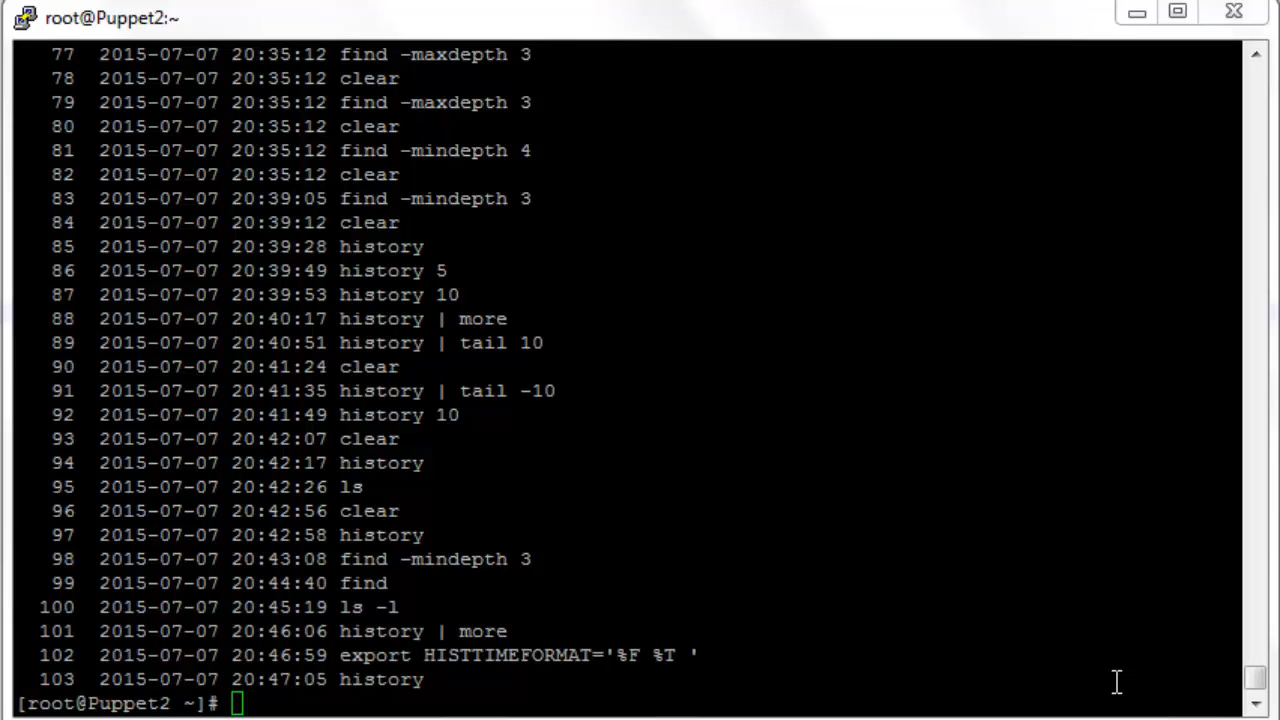 root@Puppet2:~
77 2015-07-07 20:35:12 find -maxdepth 3
78 2015-07-07 20:35:12 clear
79 2015-07-07 20:35:12 find -maxdepth 3
80 2015-07-07 20:35:12 clear
81 2015-07-07 20:35:12 find -mindepth 4
82 2015-07-07 20:35:12 clear
83 2015-07-07 20:39:05 find -mindepth 3
84 2015-07-07 20:39:12 clear
85 2015-07-07 20:39:28 history
86 2015-07-07 20:39:49 history 5
87 2015-07-07 20:39:53 history 10
88 2015-07-07 20:40:17 history | more
89 2015-07-07 20:40:51 history | tail 10
90 2015-07-07 20:41:24 clear
91 2015-07-07 20:41:35 history | tail -10
92 2015-07-07 20:41:49 history 10
93 2015-07-07 20:42:07 clear
94 2015-07-07 20:42:17 history
95 2015-07-07 20:42:26 ls
96 2015-07-07 20:42:56 clear
97 2015-07-07 20:42:58 history
98 2015-07-07 20:43:08 find -mindepth 3
99 2015-07-07 20:44:40 find
100 2015-07-07 20:45:19 ls -l
101 2015-07-07 20:46:06 history | more
102 2015-07-07 20:46:59 export HISTTIMEFORMAT='%F %T '
103 2015-07-07 20:47:05 history
[root@Puppet2 ~]#